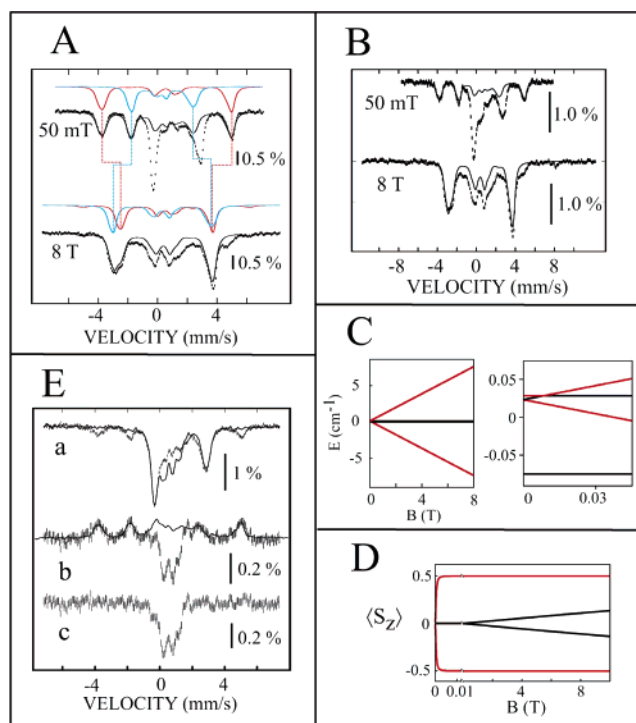 A
50 mT
0.5 %
8 T
0.5 %
-4 0 4
VELOCITY (mm/s)
B
50 mT
1.0 %
8 T
1.0 %
-8 -4 0 4 8
VELOCITY (mm/s)
C
E (cm⁻¹)
5
0
-5
0 8
B (T)
0.05
0
-0.05
0 0.03
D
⟨S_Z⟩
0.5
0
-0.5
0 0.01 4 8
B (T)
E
a
1 %
b
0.2 %
c
0.2 %
-4 0 4
VELOCITY (mm/s)